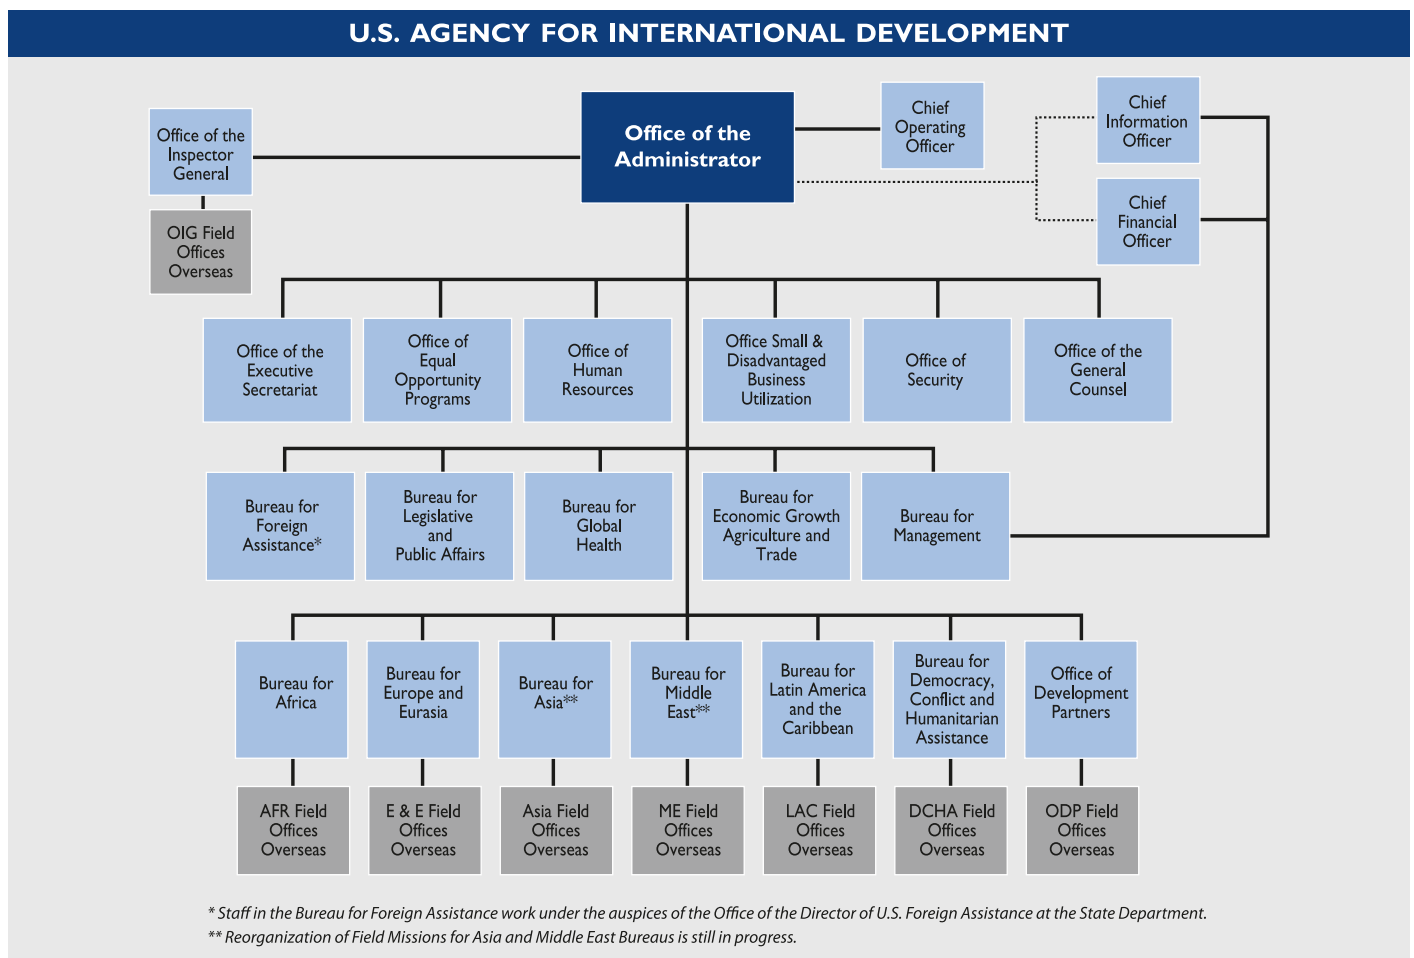 U.S. AGENCY FOR INTERNATIONAL DEVELOPMENT
Office of the
Inspector
General
OIG Field
Offices
Overseas
Office of the
Administrator
Chief
Operating
Officer
Chief
Information
Officer
Chief
Financial
Officer
Office of the
Executive
Secretariat
Office of
Equal
Opportunity
Programs
Office of
Human
Resources
Office Small &
Disadvantaged
Business
Utilization
Office of
Security
Office of the
General
Counsel
Bureau for
Foreign
Assistance*
Bureau for
Legislative
and
Public Affairs
Bureau for
Global
Health
Bureau for
Economic Growth
Agriculture and
Trade
Bureau for
Management
Bureau for
Africa
Bureau for
Europe and
Eurasia
Bureau for
Asia**
Bureau for
Middle
East**
Bureau for
Latin America
and the
Caribbean
Bureau for
Democracy,
Conflict and
Humanitarian
Assistance
Office of
Development
Partners
AFR Field
Offices
Overseas
E & E Field
Offices
Overseas
Asia Field
Offices
Overseas
ME Field
Offices
Overseas
LAC Field
Offices
Overseas
DCHA Field
Offices
Overseas
ODP Field
Offices
Overseas
* Staff in the Bureau for Foreign Assistance work under the auspices of the Office of the Director of U.S. Foreign Assistance at the State Department.
** Reorganization of Field Missions for Asia and Middle East Bureaus is still in progress.